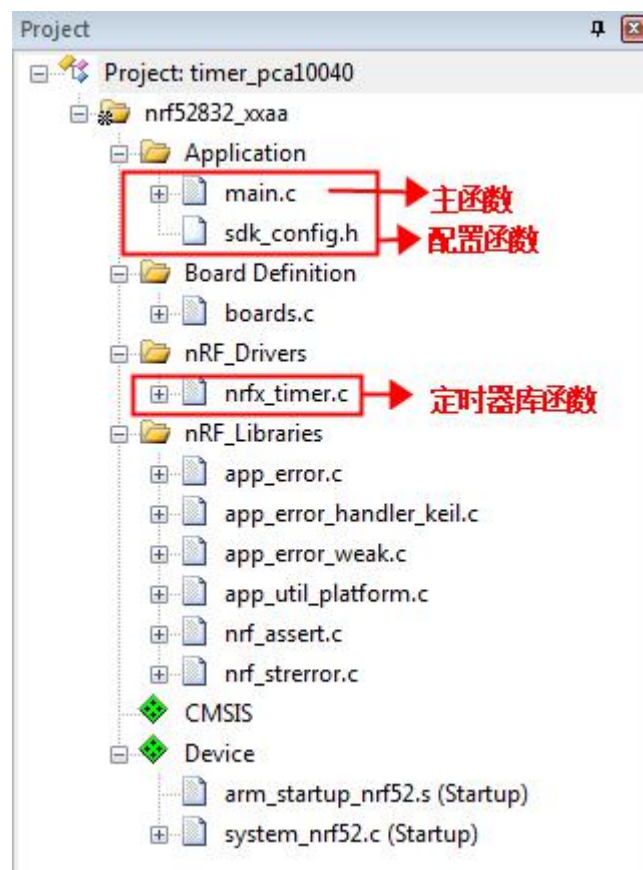 Project
Project: timer_pca10040
nrf52832_xxaa
Application
main.c 主函数
sdk_config.h 配置函数
Board Definition
boards.c
nRF_Drivers
nrfx_timer.c 定时器库函数
nRF_Libraries
app_error.c
app_error_handler_keil.c
app_error_weak.c
app_util_platform.c
nrf_assert.c
nrf_strerror.c
CMSIS
Device
arm_startup_nrf52.s (Startup)
system_nrf52.c (Startup)